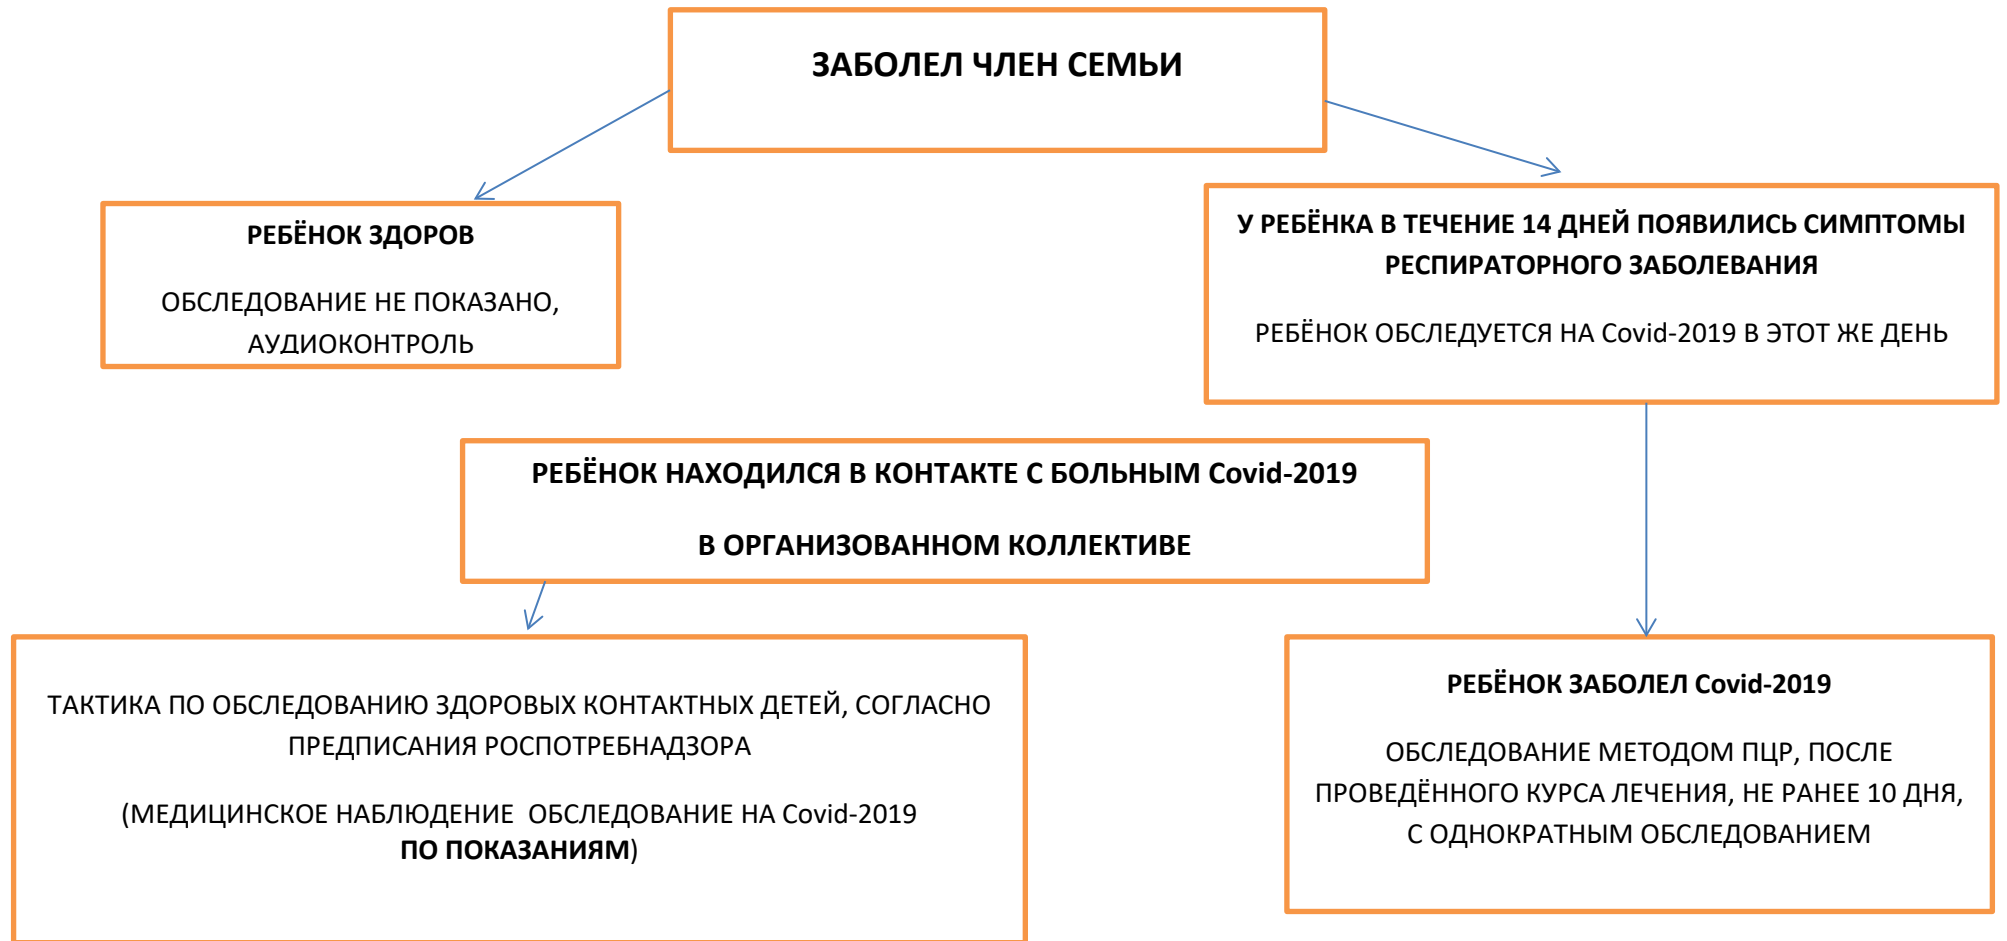 ЗАБОЛЕЛ ЧЛЕН СЕМЬИ
РЕБЁНОК ЗДОРОВ
ОБСЛЕДОВАНИЕ НЕ ПОКАЗАНО,
АУДИОКОНТРОЛЬ
У РЕБЁНКА В ТЕЧЕНИЕ 14 ДНЕЙ ПОЯВИЛИСЬ СИМПТОМЫ
РЕСПИРАТОРНОГО ЗАБОЛЕВАНИЯ
РЕБЁНОК ОБСЛЕДУЕТСЯ НА Covid-2019 В ЭТОТ ЖЕ ДЕНЬ
РЕБЁНОК НАХОДИЛСЯ В КОНТАКТЕ С БОЛЬНЫМ Covid-2019
В ОРГАНИЗОВАННОМ КОЛЛЕКТИВЕ
ТАКТИКА ПО ОБСЛЕДОВАНИЮ ЗДОРОВЫХ КОНТАКТНЫХ ДЕТЕЙ, СОГЛАСНО
ПРЕДПИСАНИЯ РОСПОТРЕБНАДЗОРА
(МЕДИЦИНСКОЕ НАБЛЮДЕНИЕ  ОБСЛЕДОВАНИЕ НА Covid-2019
ПО ПОКАЗАНИЯМ)
РЕБЁНОК ЗАБОЛЕЛ Covid-2019
ОБСЛЕДОВАНИЕ МЕТОДОМ ПЦР, ПОСЛЕ
ПРОВЕДЁННОГО КУРСА ЛЕЧЕНИЯ, НЕ РАНЕЕ 10 ДНЯ,
С ОДНОКРАТНЫМ ОБСЛЕДОВАНИЕМ